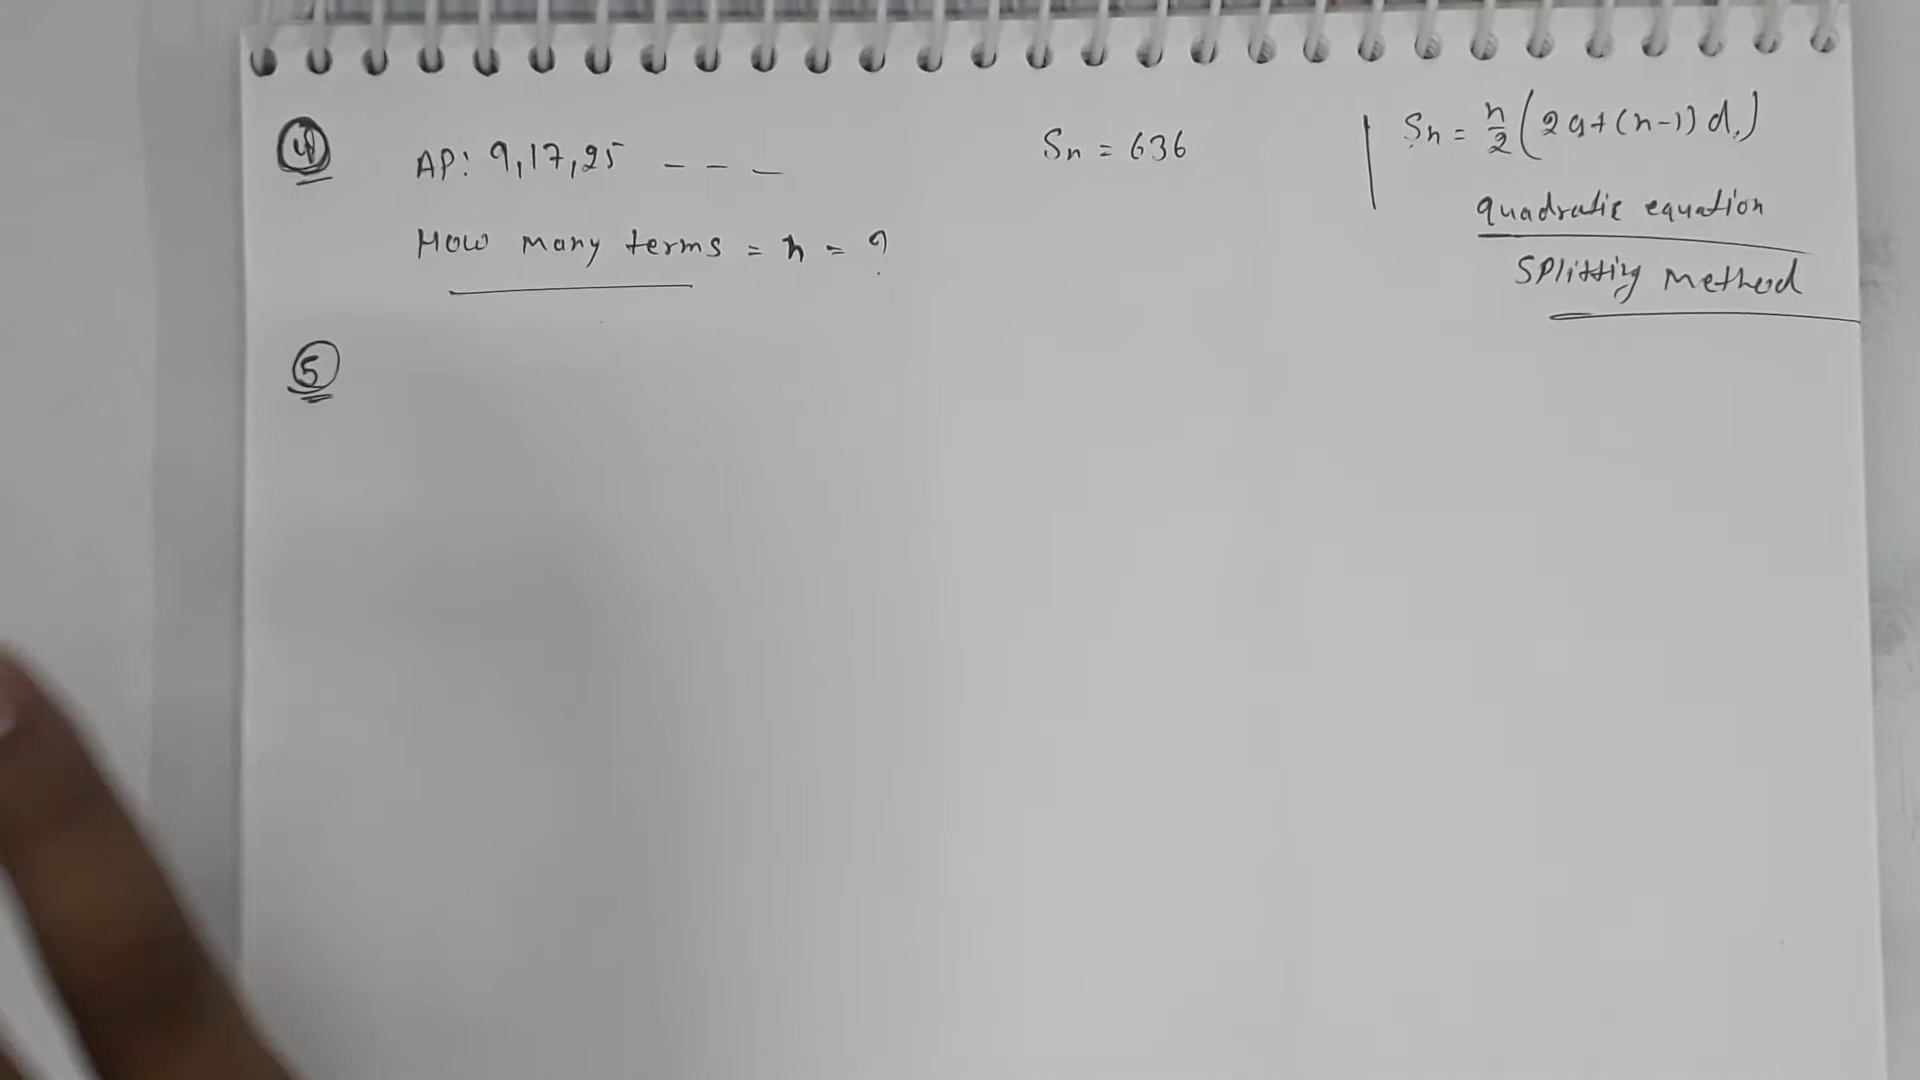 4
AP: 9, 17, 25 - - -
Sn = 636
Sn = n/2 (2a+(n-1)d)
How many terms = n = ?
quadratic equation
Splitting Method
5